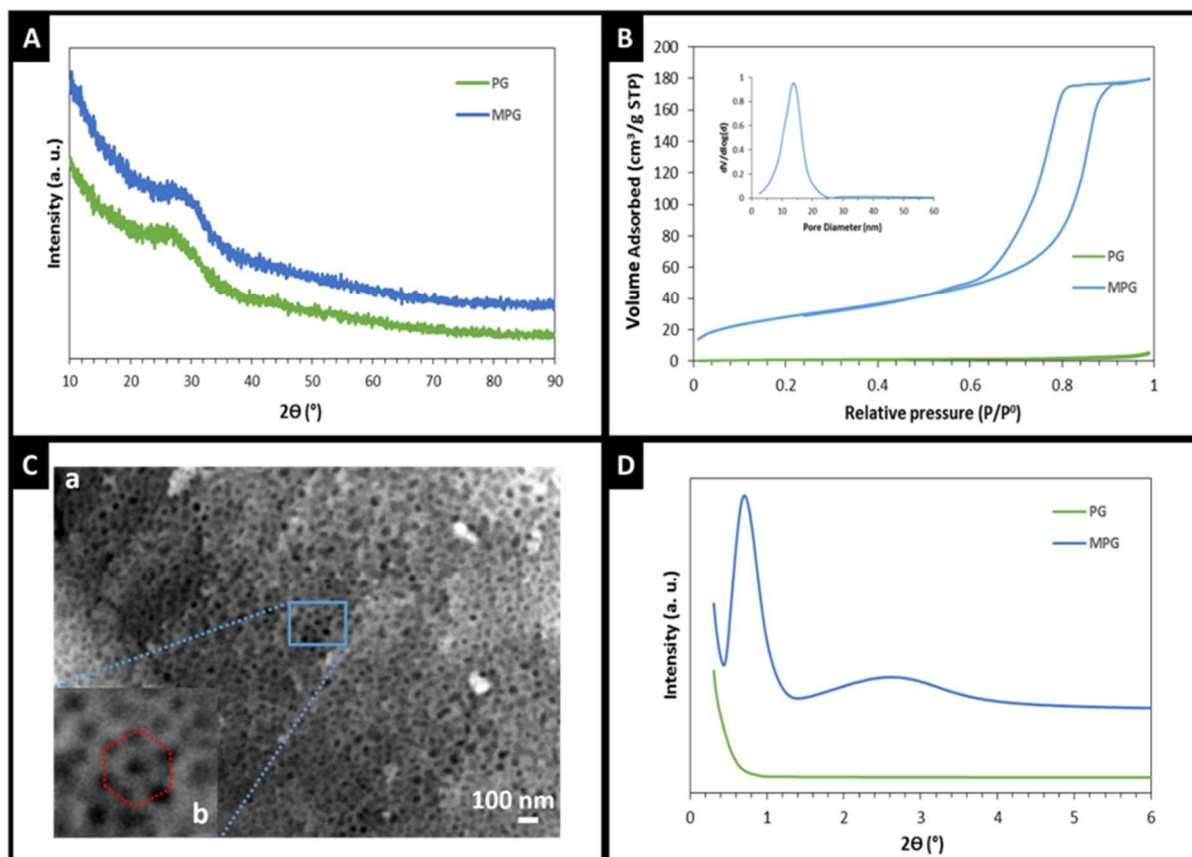 A
PG
MPG
Intensity (a. u.)
10 20 30 40 50 60 70 80 90
2Ɵ (°)
B
200
180
160
140
120
100
80
60
40
20
0
Volume Adsorbed (cm³/g STP)
1
0.8
0.6
0.4
0.2
0
dV/dlog(d)
0 10 20 30 40 50 60
Pore Diameter (nm)
PG
MPG
0 0.2 0.4 0.6 0.8 1
Relative pressure (P/P⁰)
C
a
b
100 nm
D
PG
MPG
Intensity (a. u.)
0 1 2 3 4 5 6
2Ɵ (°)